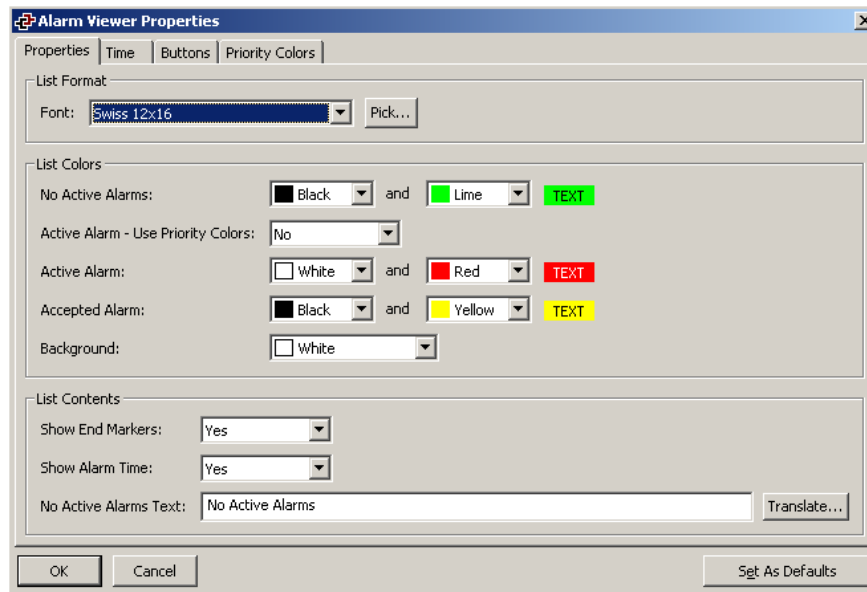 Alarm Viewer Properties
Properties Time Buttons Priority Colors
List Format
Font: Swiss 12x16 Pick...
List Colors
No Active Alarms: Black and Lime TEXT
Active Alarm - Use Priority Colors: No
Active Alarm: White and Red TEXT
Accepted Alarm: Black and Yellow TEXT
Background: White
List Contents
Show End Markers: Yes
Show Alarm Time: Yes
No Active Alarms Text: No Active Alarms Translate...
OK Cancel Set As Defaults